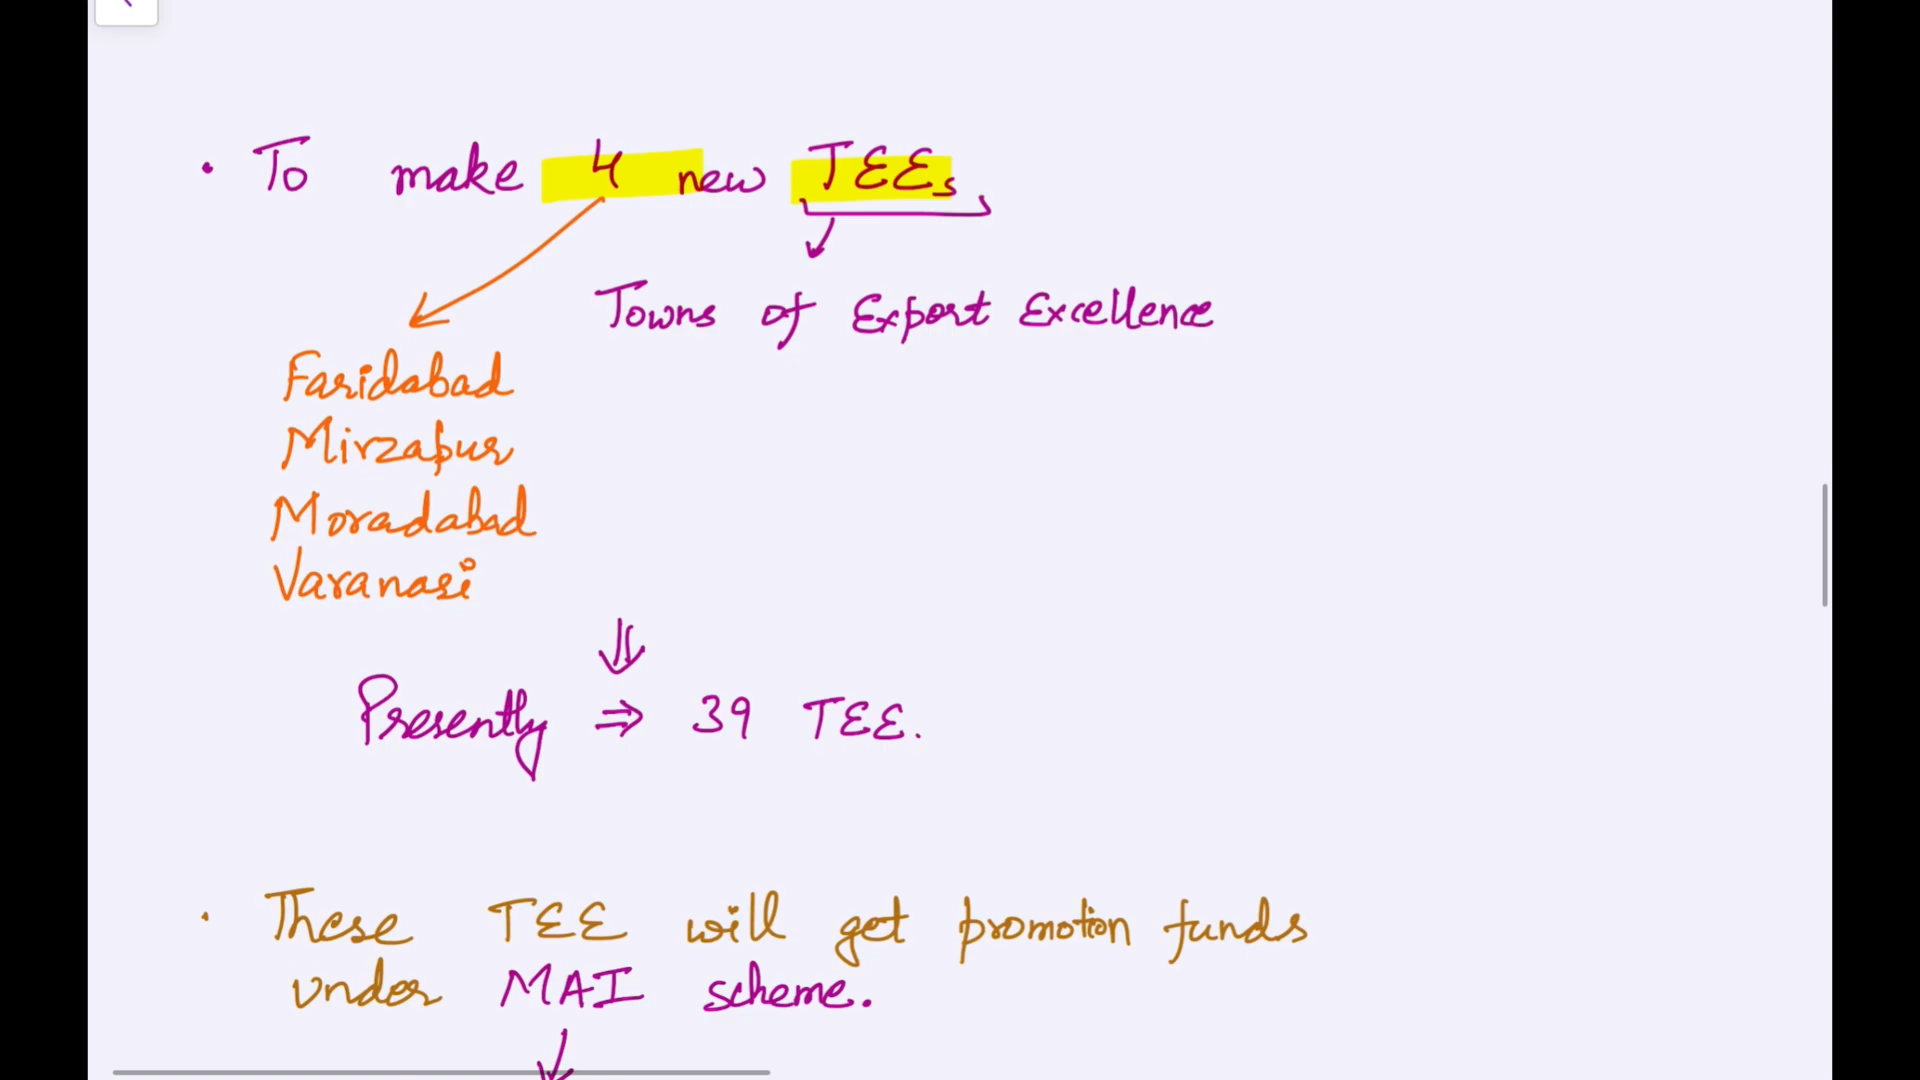 • To make 4 new TEEs
Towns of Export Excellence
Faridabad
Mirzapur
Moradabad
Varanasi
Presently ⇒ 39 TEE.
• These TEE will get promotion funds
under MAI scheme.